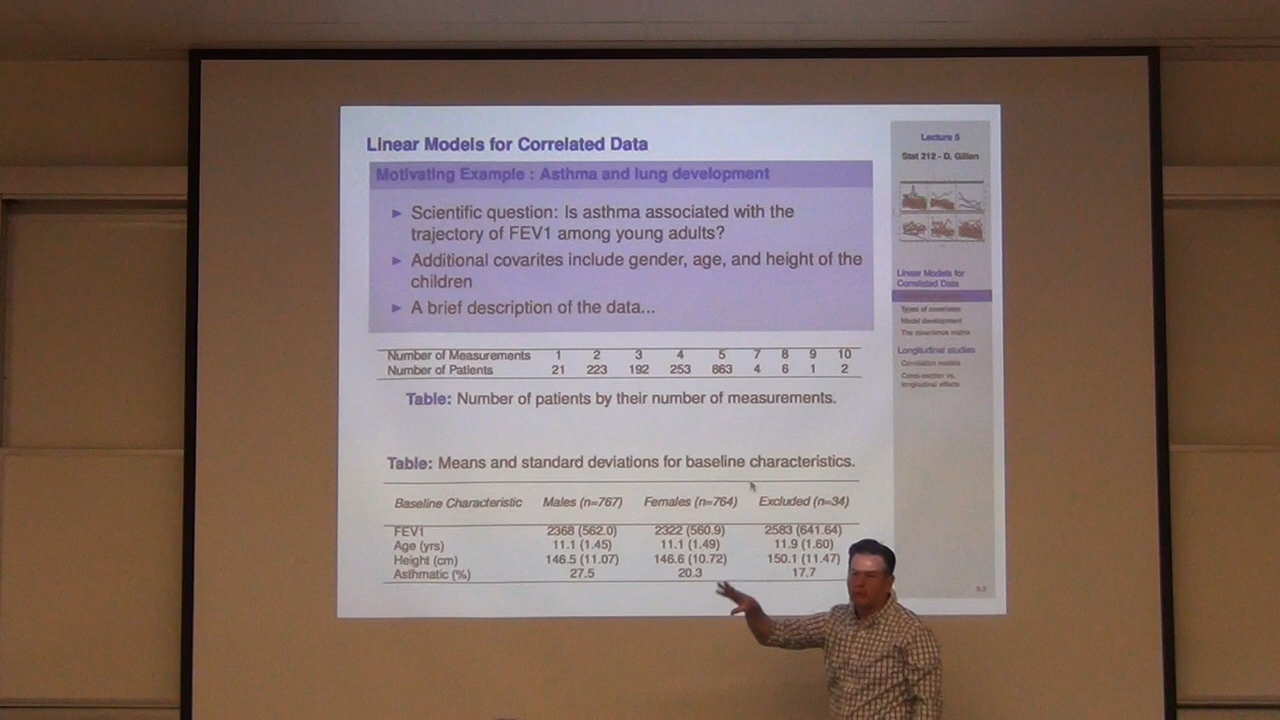 Linear Models for Correlated Data
Motivating Example : Asthma and lung development
► Scientific question: Is asthma associated with the
trajectory of FEV1 among young adults?
► Additional covarites include gender, age, and height of the
children
► A brief description of the data...
Number of Measurements 1 2 3 4 5 7 8 9 10
Number of Patients 21 223 192 253 863 4 6 1 2
Table: Number of patients by their number of measurements.
Table: Means and standard deviations for baseline characteristics.
Baseline Characteristic Males (n=767) Females (n=764) Excluded (n=34)
FEV1 2368 (562.0) 2322 (560.9) 2583 (641.64)
Age (yrs) 11.1 (1.45) 11.1 (1.49) 11.9 (1.60)
Height (cm) 146.5 (11.07) 146.6 (10.72) 150.1 (11.47)
Asthmatic (%) 27.5 20.3 17.7
Lecture 5
Stat 212 - D. Gillen
Linear Models for
Correlated Data
Types of covariates
Model development
The covariance matrix
Longitudinal studies
Correlation models
Cross-section vs.
longitudinal effects